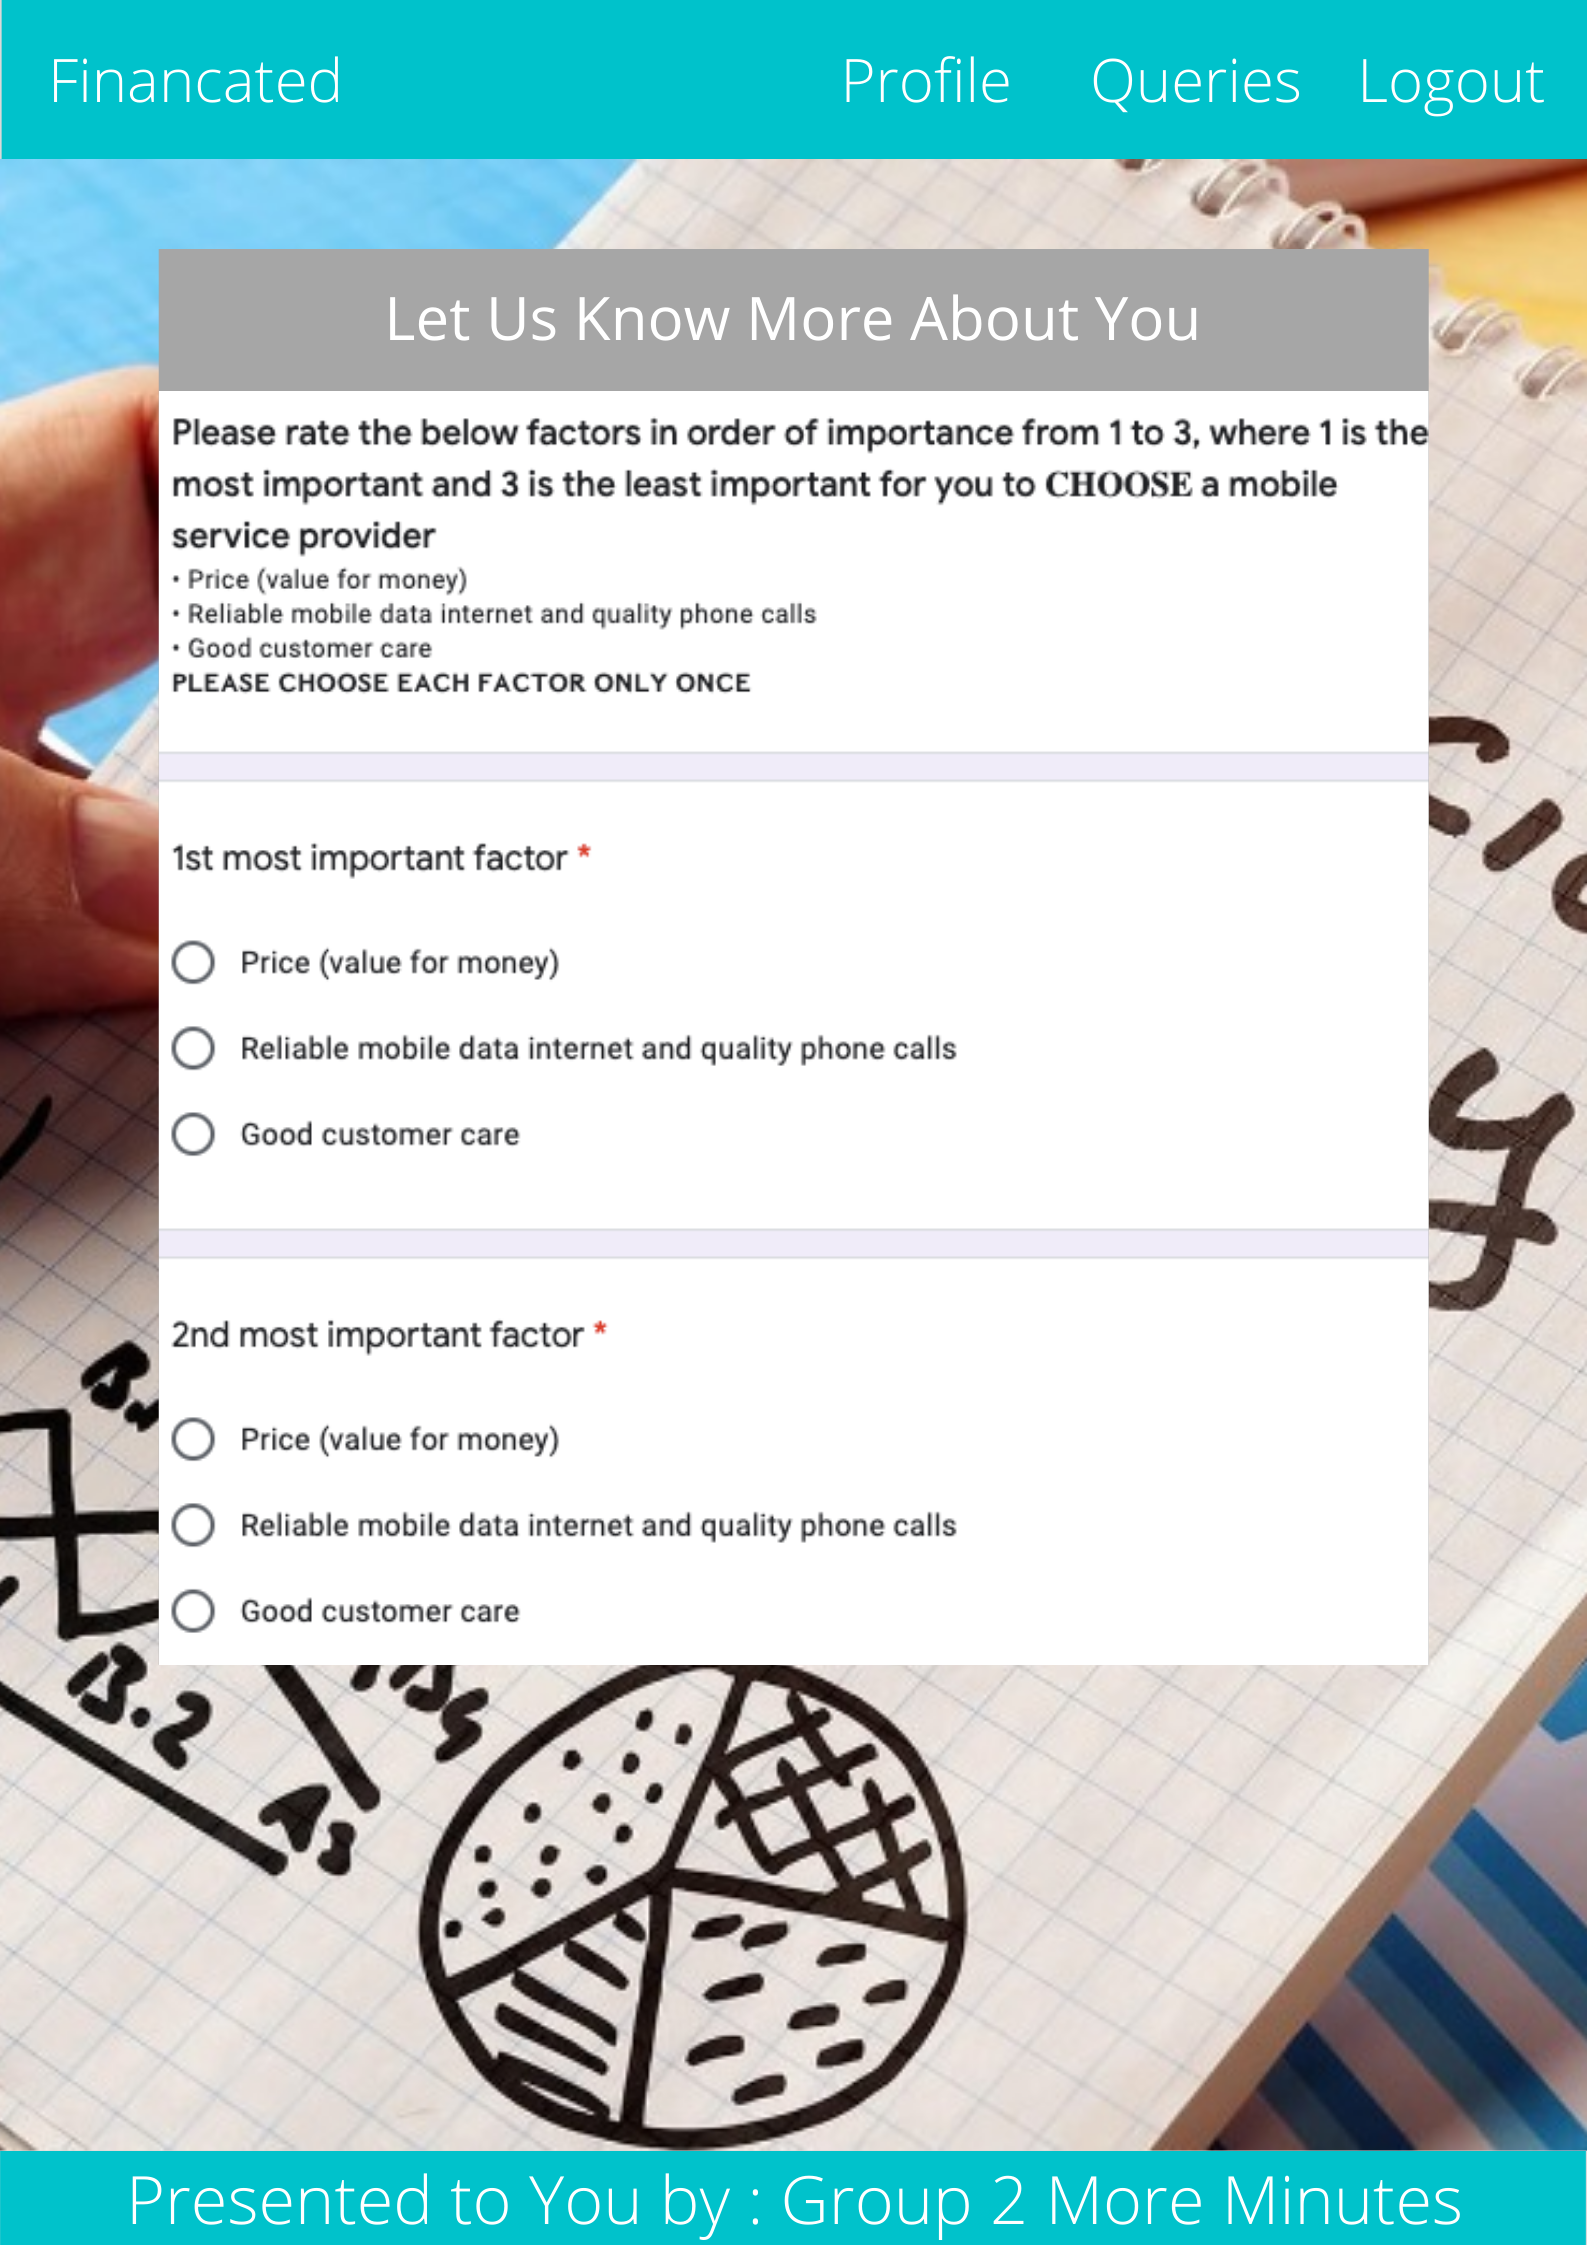 Financated
Profile Queries Logout
Let Us Know More About You
Please rate the below factors in order of importance from 1 to 3, where 1 is the
most important and 3 is the least important for you to CHOOSE a mobile
service provider
• Price (value for money)
• Reliable mobile data internet and quality phone calls
• Good customer care
PLEASE CHOOSE EACH FACTOR ONLY ONCE
1st most important factor *
Price (value for money)
Reliable mobile data internet and quality phone calls
Good customer care
2nd most important factor *
Price (value for money)
Reliable mobile data internet and quality phone calls
Good customer care
B.2
A3
Presented to You by : Group 2 More Minutes